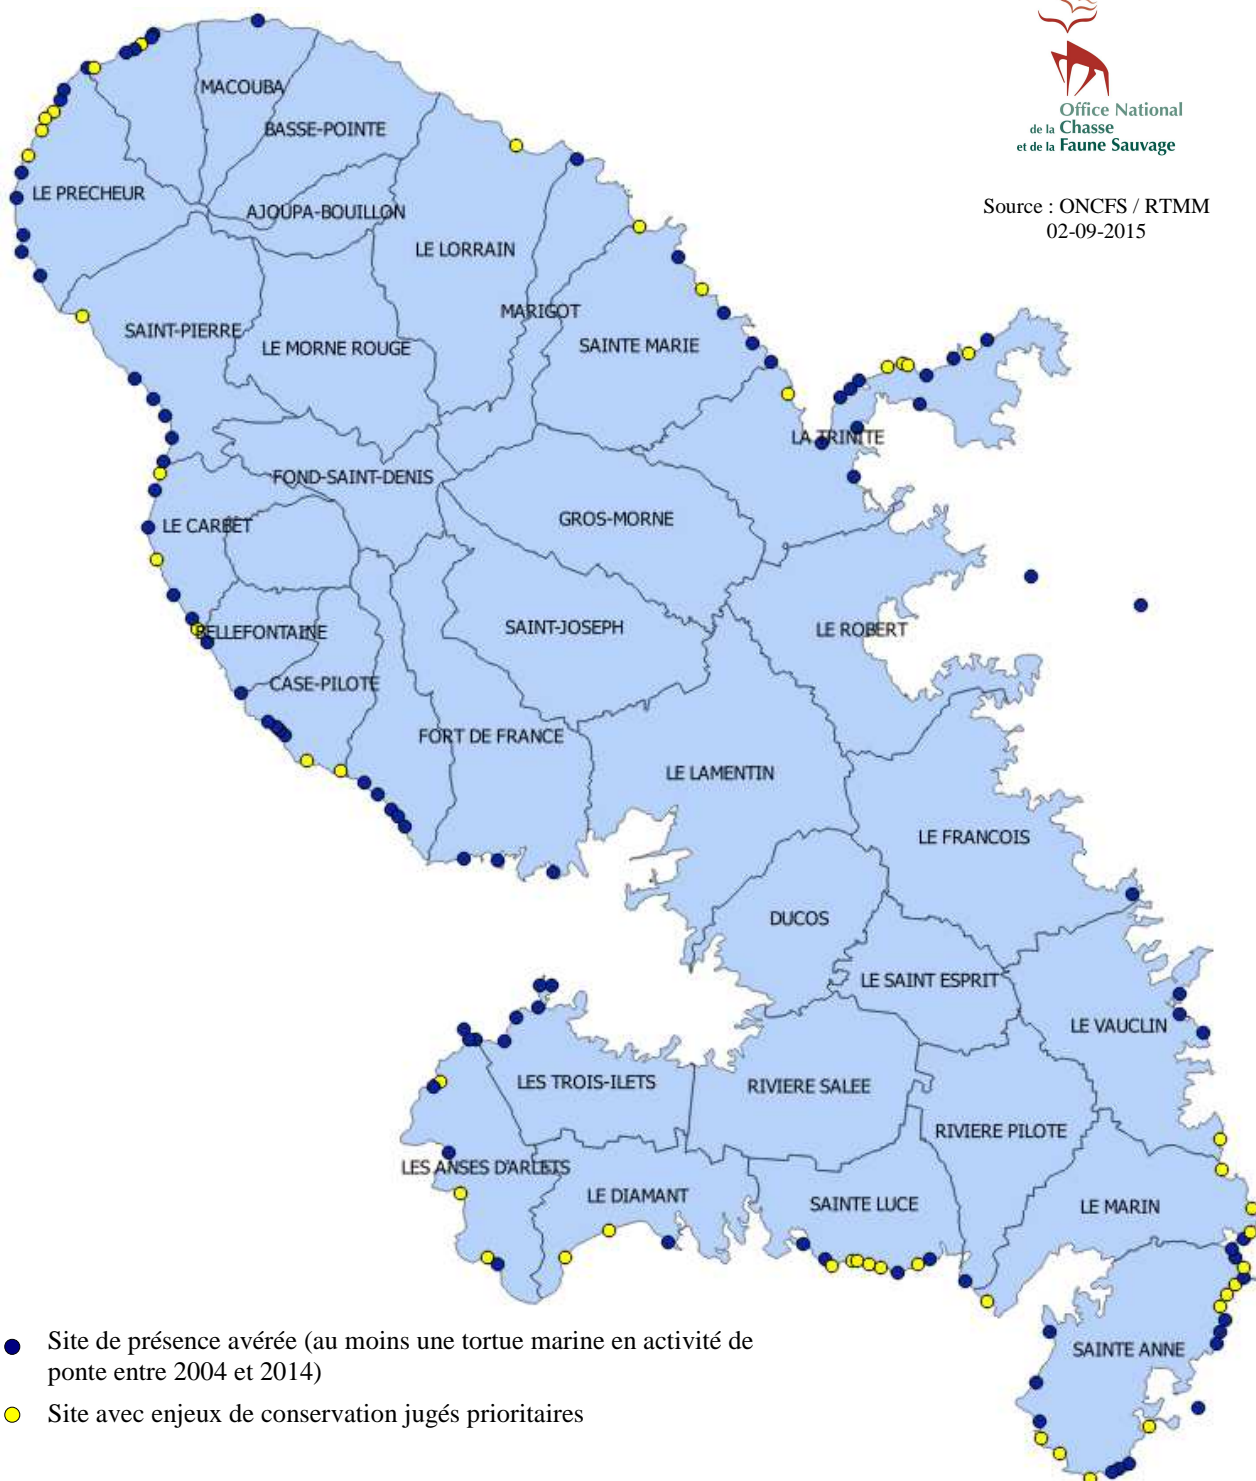 Office National
de la Chasse
et de la Faune Sauvage
Source : ONCFS / RTMM
02-09-2015
MACOUBA
BASSE-POINTE
LE PRECHEUR
AJOUPA-BOUILLON
LE LORRAIN
MARIGOT
SAINT-PIERRE
LE MORNE ROUGE
SAINTE MARIE
LA TRINITE
FOND-SAINT-DENIS
LE CARBET
GROS-MORNE
BELLEFONTAINE
SAINT-JOSEPH
LE ROBERT
CASE-PILOTE
FORT DE FRANCE
LE LAMENTIN
LE FRANCOIS
DUCOS
LE SAINT ESPRIT
LE VAUCLIN
LES TROIS-ILETS
RIVIERE SALEE
RIVIERE PILOTE
LES ANSES D'ARLETS
LE DIAMANT
SAINTE LUCE
LE MARIN
SAINTE ANNE
Site de présence avérée (au moins une tortue marine en activité de
ponte entre 2004 et 2014)
Site avec enjeux de conservation jugés prioritaires